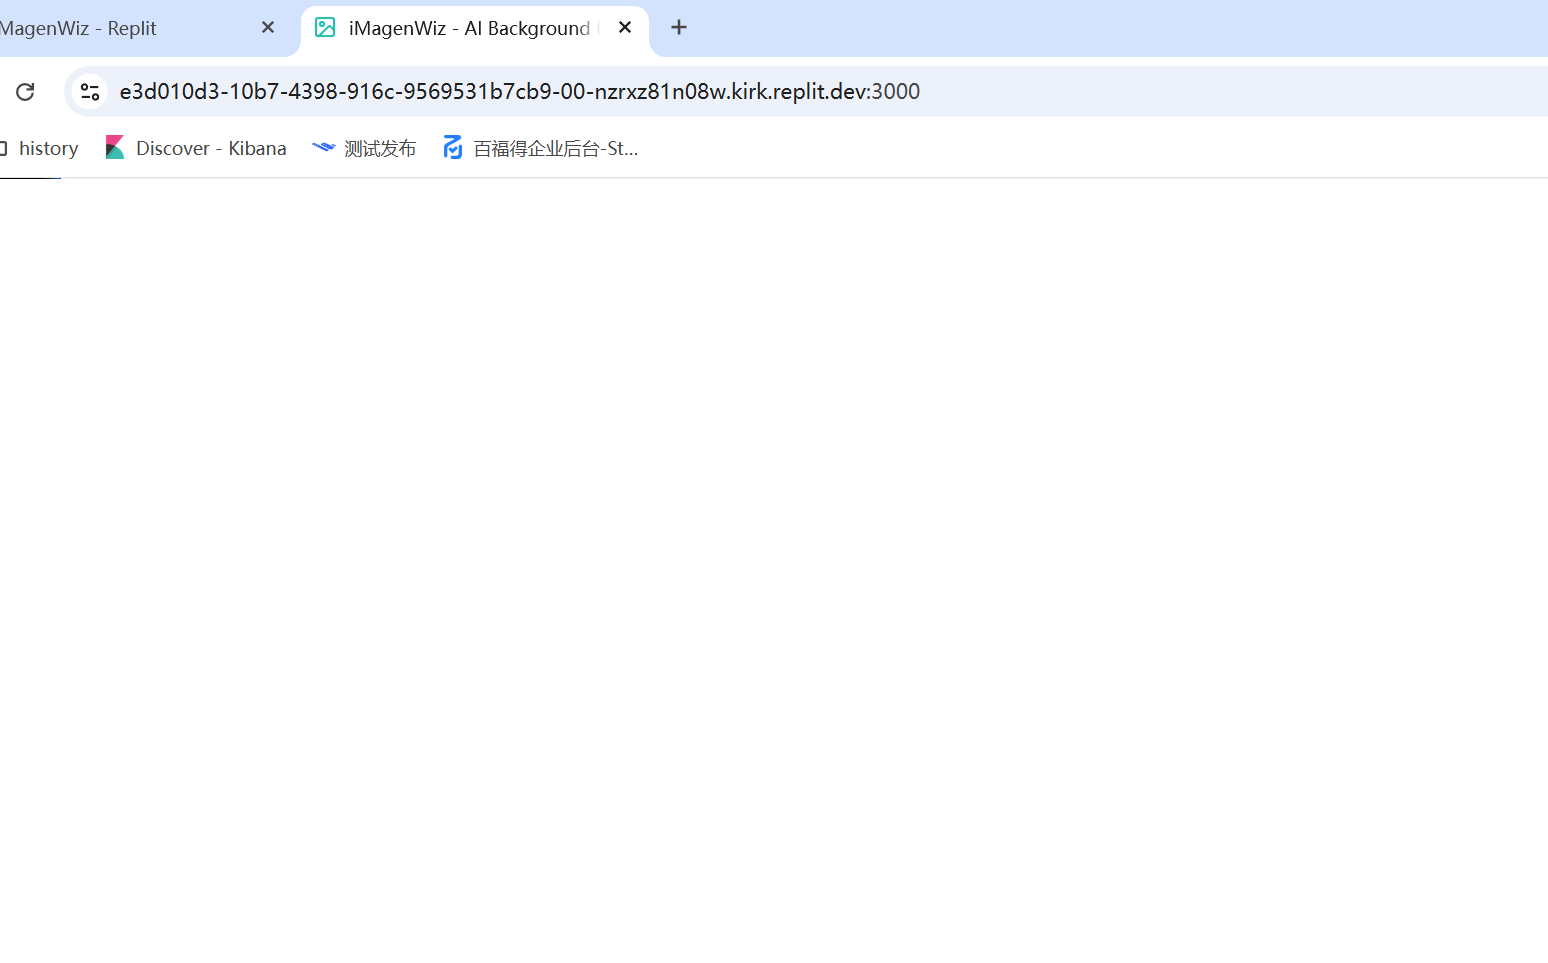 MagenWiz - Replit
iMagenWiz - AI Background
e3d010d3-10b7-4398-916c-9569531b7cb9-00-nzrxz81n08w.kirk.replit.dev:3000
history
Discover - Kibana
测试发布
百福得企业后台-St...